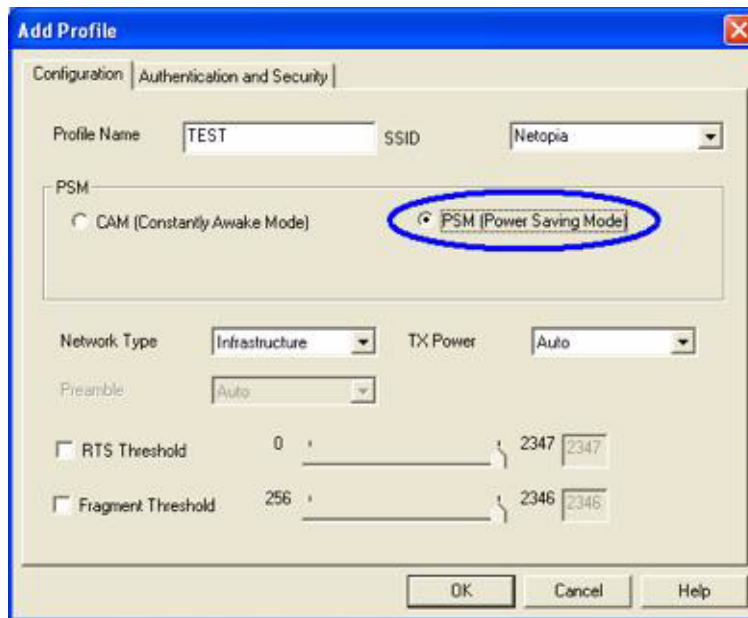 Add Profile
Configuration Authentication and Security
Profile Name TEST SSID Netopia
PSM
CAM (Constantly Awake Mode) PSM (Power Saving Mode)
Network Type Infrastructure TX Power Auto
Preamble Auto
RTS Threshold 0 2347 2347
Fragment Threshold 256 2346 2346
OK Cancel Help